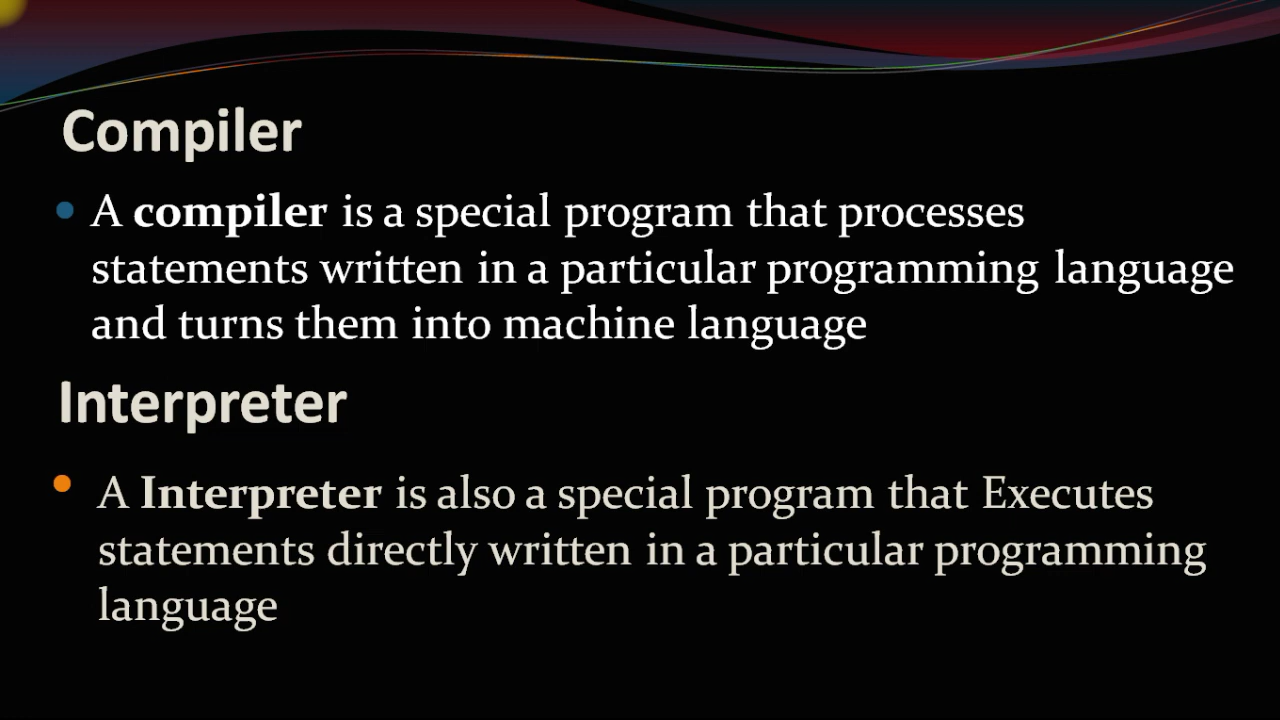 Compiler
• A compiler is a special program that processes
statements written in a particular programming language
and turns them into machine language
Interpreter
• A Interpreter is also a special program that Executes
statements directly written in a particular programming
language